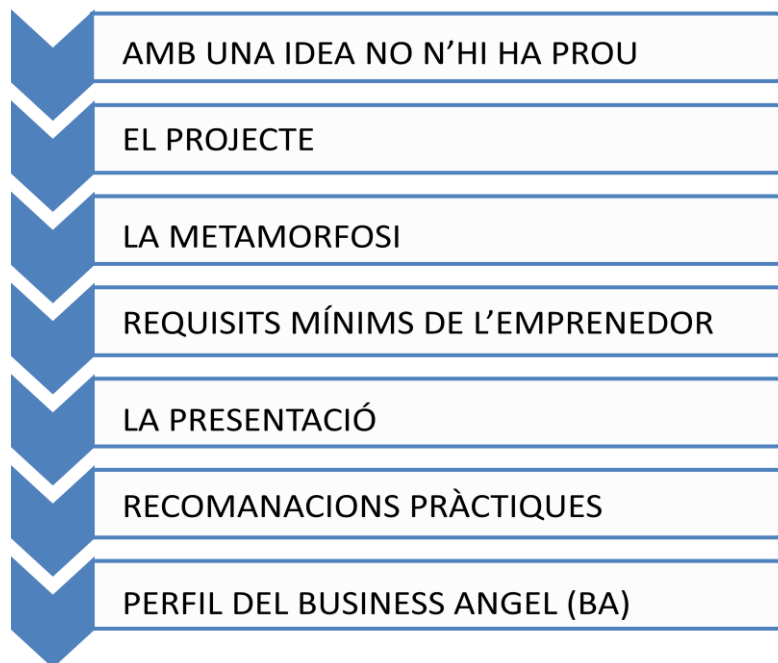 AMB UNA IDEA NO N’HI HA PROU
EL PROJECTE
LA METAMORFOSI
REQUISITS MÍNIMS DE L’EMPRENEDOR
LA PRESENTACIÓ
RECOMANACIONS PRÀCTIQUES
PERFIL DEL BUSINESS ANGEL (BA)